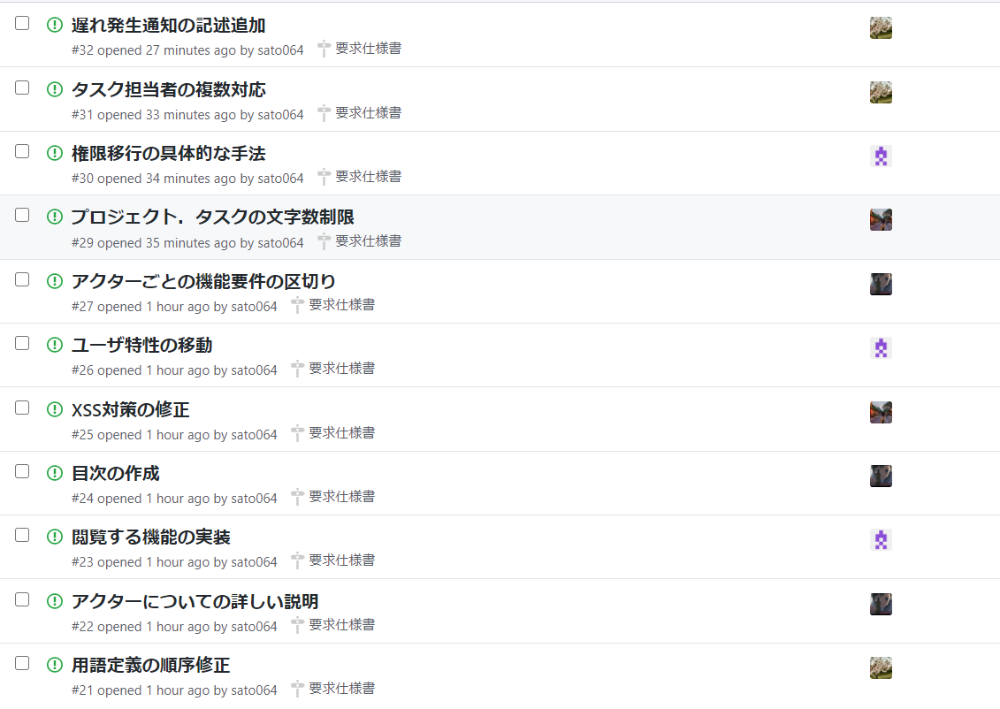 遅れ発生通知の記述追加
#32 opened 27 minutes ago by sato064 要求仕様書
タスク担当者の複数対応
#31 opened 33 minutes ago by sato064 要求仕様書
権限移行の具体的な手法
#30 opened 34 minutes ago by sato064 要求仕様書
プロジェクト．タスクの文字数制限
#29 opened 35 minutes ago by sato064 要求仕様書
アクターごとの機能要件の区切り
#27 opened 1 hour ago by sato064 要求仕様書
ユーザ特性の移動
#26 opened 1 hour ago by sato064 要求仕様書
XSS対策の修正
#25 opened 1 hour ago by sato064 要求仕様書
目次の作成
#24 opened 1 hour ago by sato064 要求仕様書
閲覧する機能の実装
#23 opened 1 hour ago by sato064 要求仕様書
アクターについての詳しい説明
#22 opened 1 hour ago by sato064 要求仕様書
用語定義の順序修正
#21 opened 1 hour ago by sato064 要求仕様書